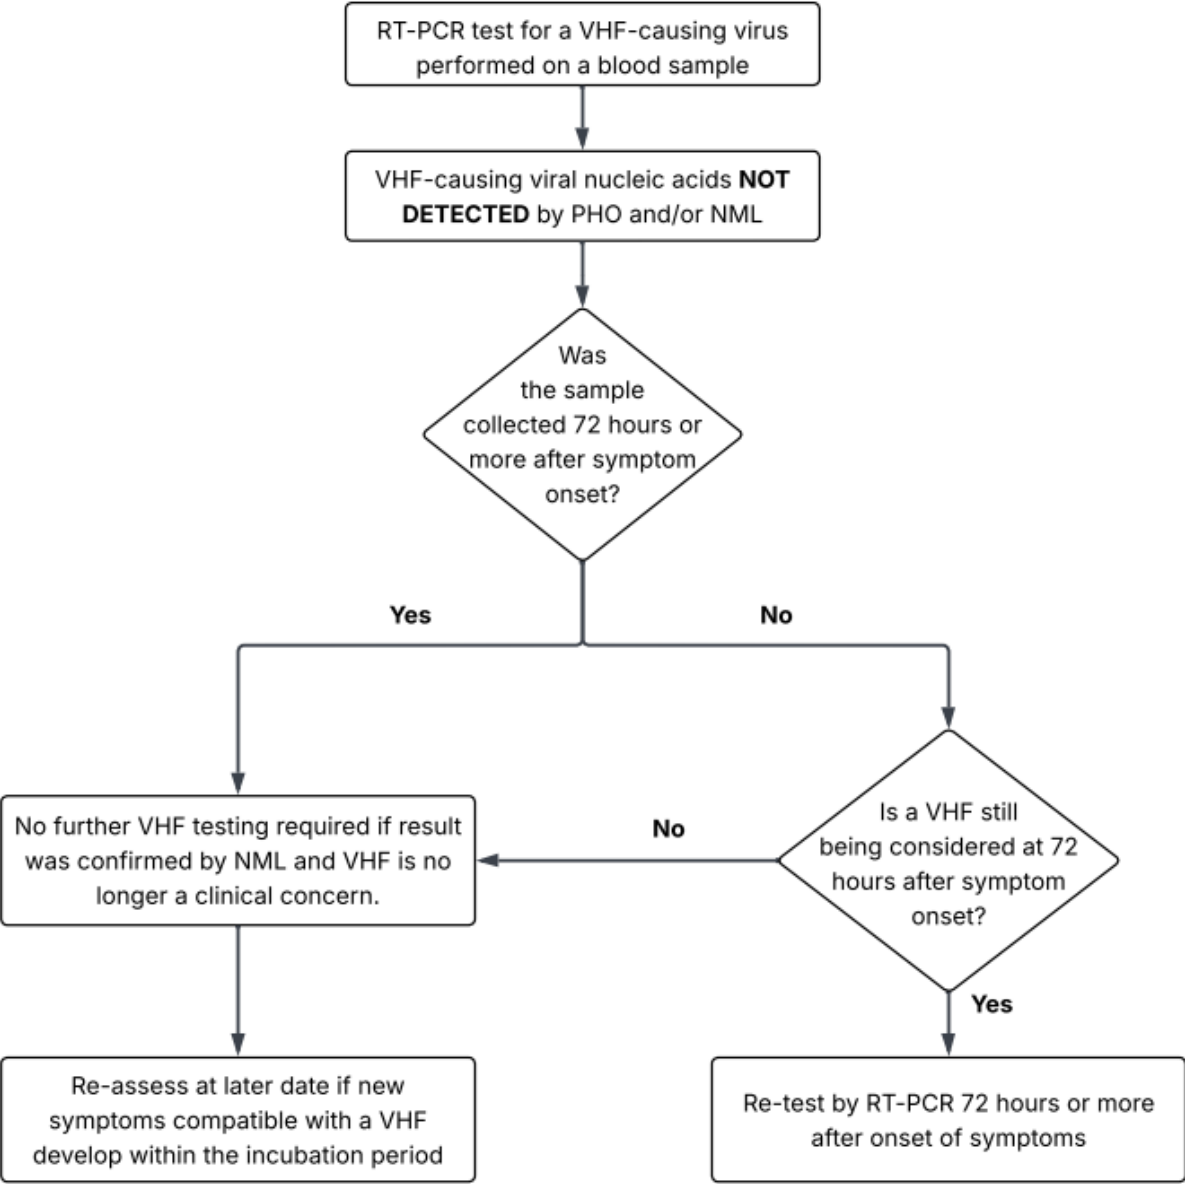 RT-PCR test for a VHF-causing virus
performed on a blood sample
VHF-causing viral nucleic acids NOT
DETECTED by PHO and/or NML
Was
the sample
collected 72 hours or
more after symptom
onset?
Yes
No
Is a VHF still
being considered at 72
hours after symptom
onset?
No
No further VHF testing required if result
was confirmed by NML and VHF is no
longer a clinical concern.
Yes
Re-assess at later date if new
symptoms compatible with a VHF
develop within the incubation period
Re-test by RT-PCR 72 hours or more
after onset of symptoms